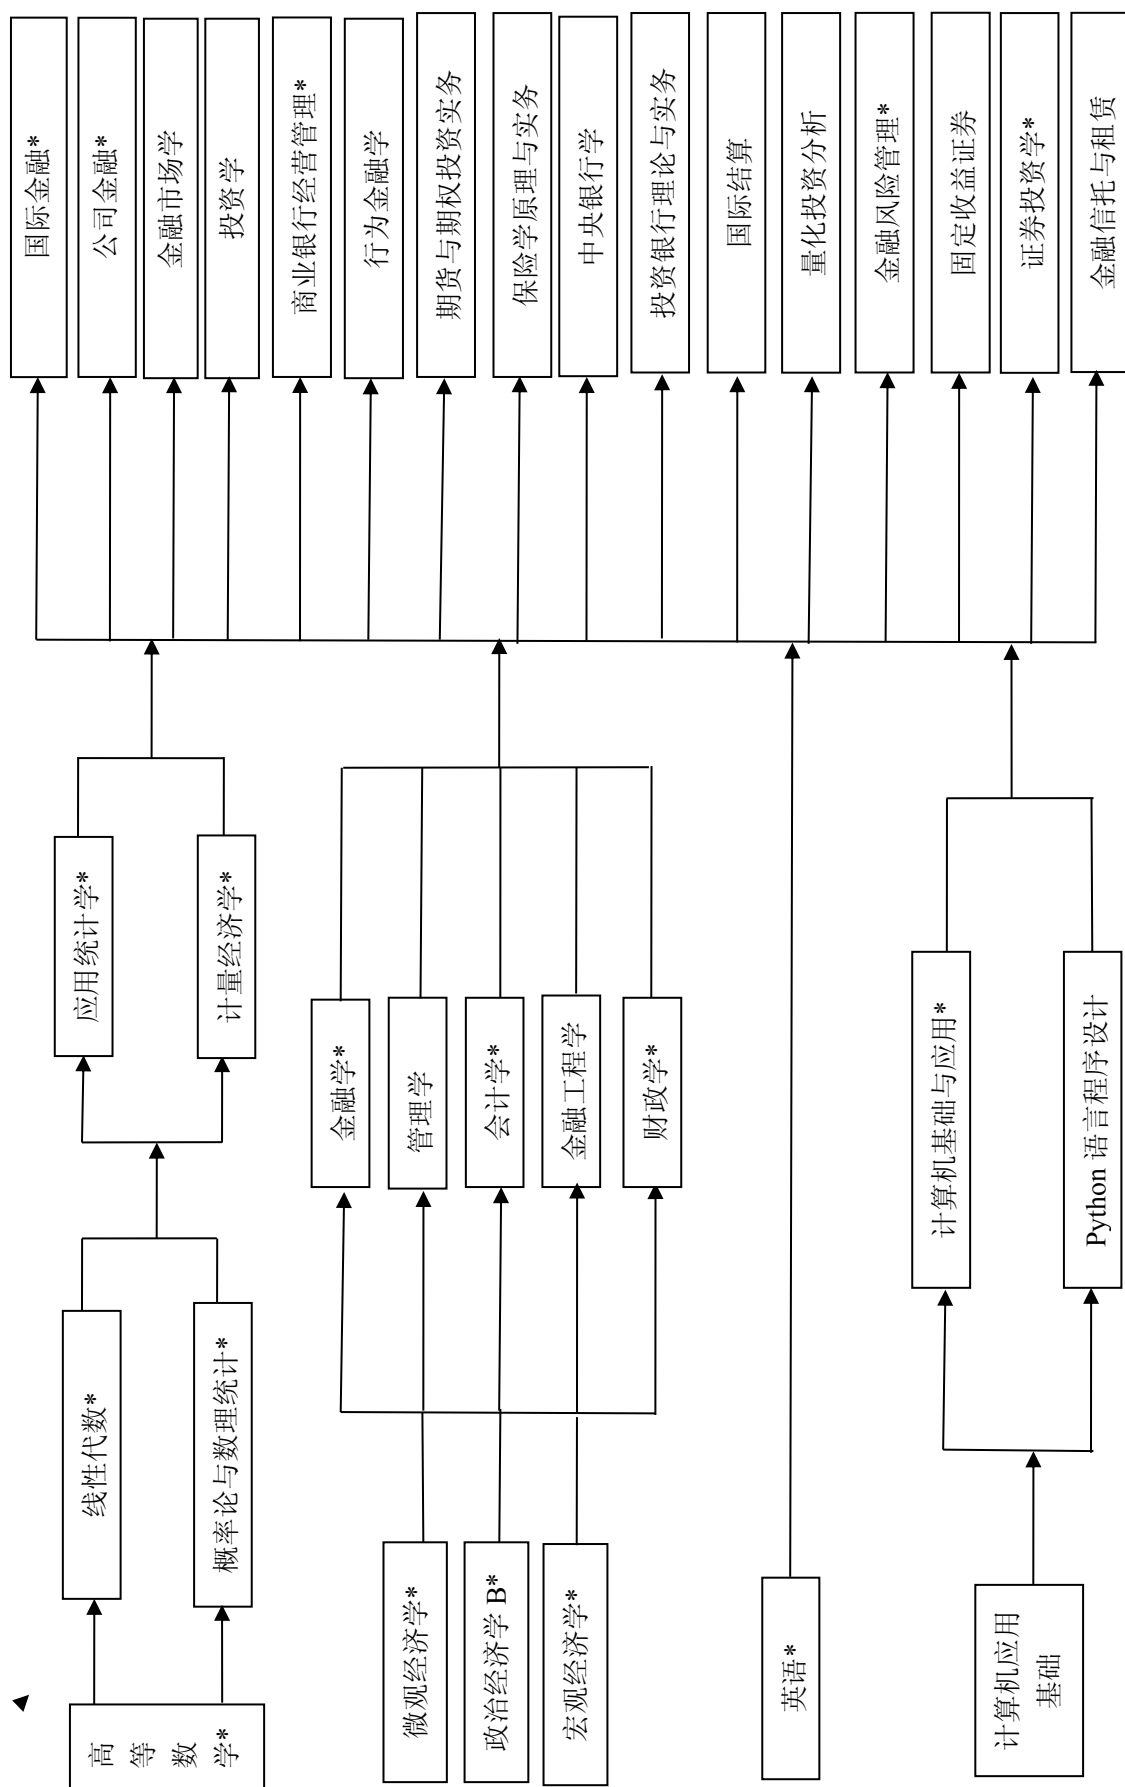 国际金融*
公司金融*
金融市场学
投资学
商业银行经营管理*
行为金融学
期货与期权投资实务
保险学原理与实务
中央银行学
投资银行理论与实务
国际结算
量化投资分析
金融风险管理*
固定收益证券
证券投资学*
金融信托与租赁
应用统计学*
计量经济学*
金融学*
管理学
会计学*
金融工程学
财政学*
计算机基础与应用*
Python 语言程序设计
线性代数*
概率论与数理统计*
微观经济学*
政治经济学 B*
宏观经济学*
英语*
计算机应用
基础
高
等
数
学*